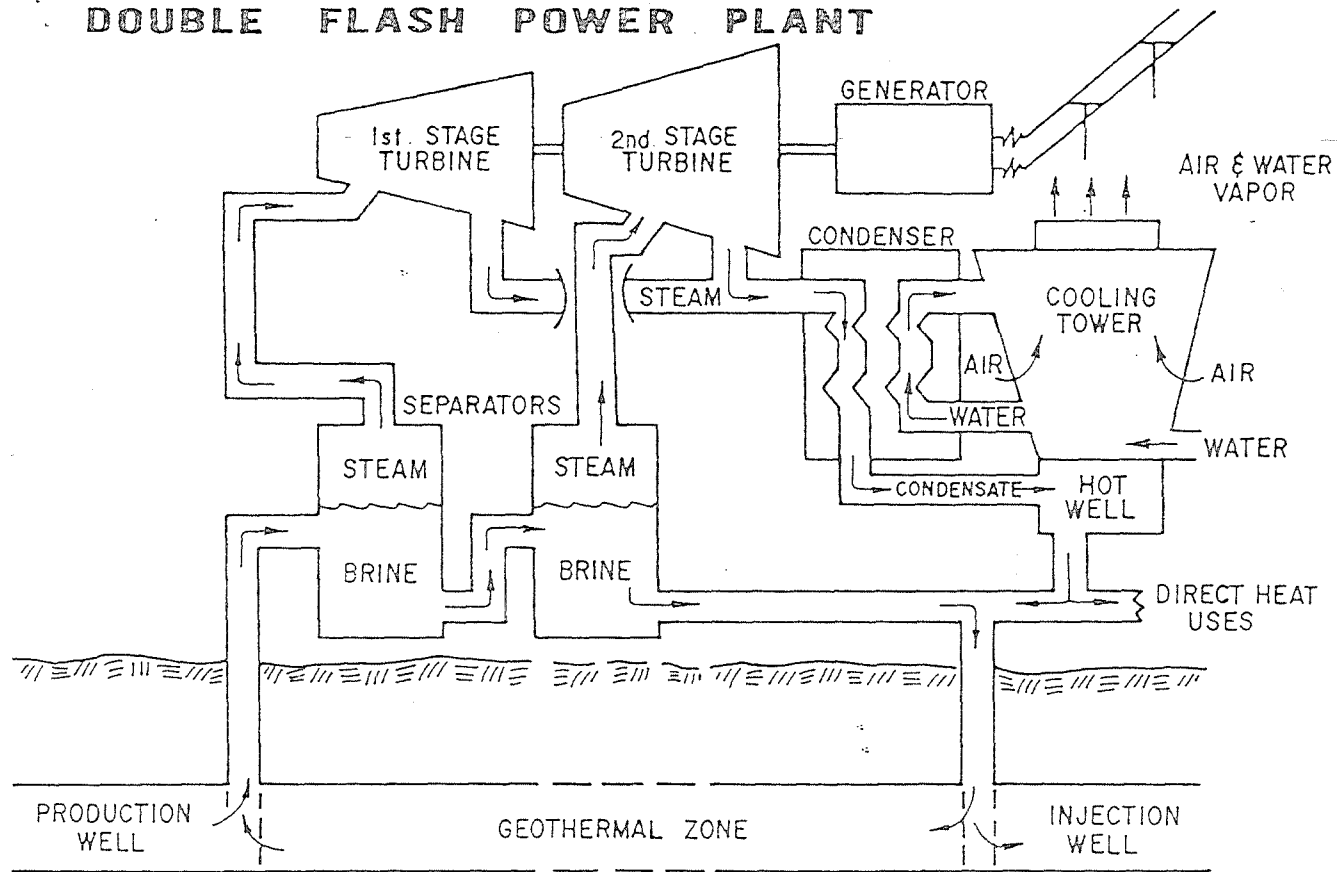 DOUBLE FLASH POWER PLANT
GENERATOR
1st. STAGE
TURBINE
2nd. STAGE
TURBINE
AIR & WATER
VAPOR
CONDENSER
STEAM
COOLING
TOWER
AIR
AIR
SEPARATORS
WATER
WATER
STEAM
STEAM
CONDENSATE
HOT
WELL
BRINE
BRINE
DIRECT HEAT
USES
PRODUCTION
WELL
GEOTHERMAL ZONE
INJECTION
WELL